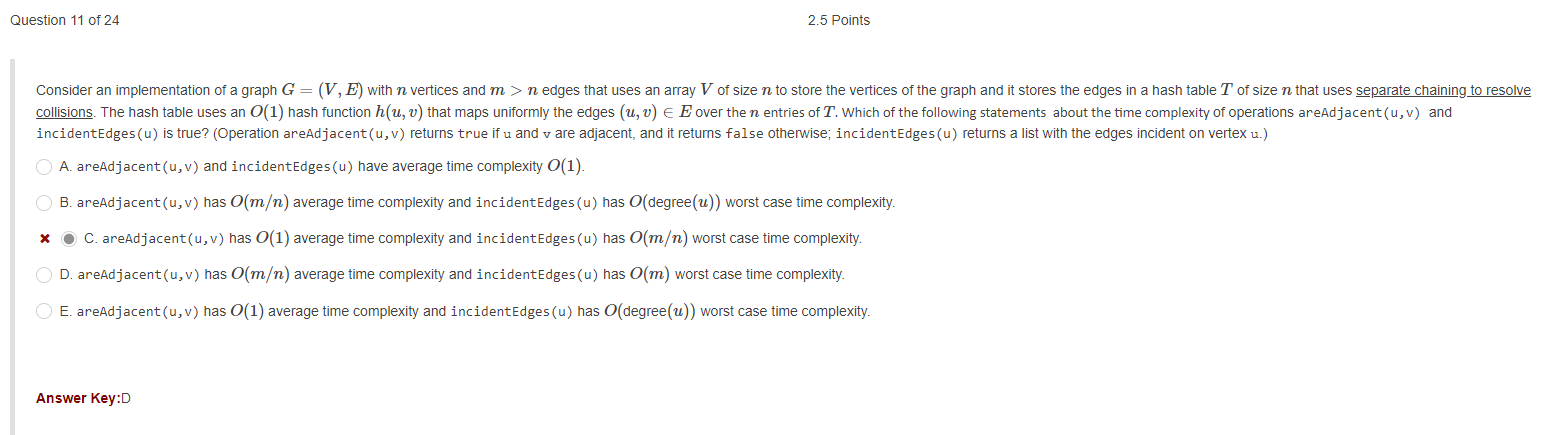 Question 11 of 24
2.5 Points
Consider an implementation of a graph G = (V, E) with n vertices and m > n edges that uses an array V of size n to store the vertices of the graph and it stores the edges in a hash table T of size n that uses separate chaining to resolve
collisions. The hash table uses an O(1) hash function h(u, v) that maps uniformly the edges (u, v) ∈ E over the n entries of T. Which of the following statements about the time complexity of operations areAdjacent(u,v) and
incidentEdges(u) is true? (Operation areAdjacent(u,v) returns true if u and v are adjacent, and it returns false otherwise; incidentEdges(u) returns a list with the edges incident on vertex u.)
A. areAdjacent(u,v) and incidentEdges(u) have average time complexity O(1).
B. areAdjacent(u,v) has O(m/n) average time complexity and incidentEdges(u) has O(degree(u)) worst case time complexity.
C. areAdjacent(u,v) has O(1) average time complexity and incidentEdges(u) has O(m/n) worst case time complexity.
D. areAdjacent(u,v) has O(m/n) average time complexity and incidentEdges(u) has O(m) worst case time complexity.
E. areAdjacent(u,v) has O(1) average time complexity and incidentEdges(u) has O(degree(u)) worst case time complexity.
Answer Key:D